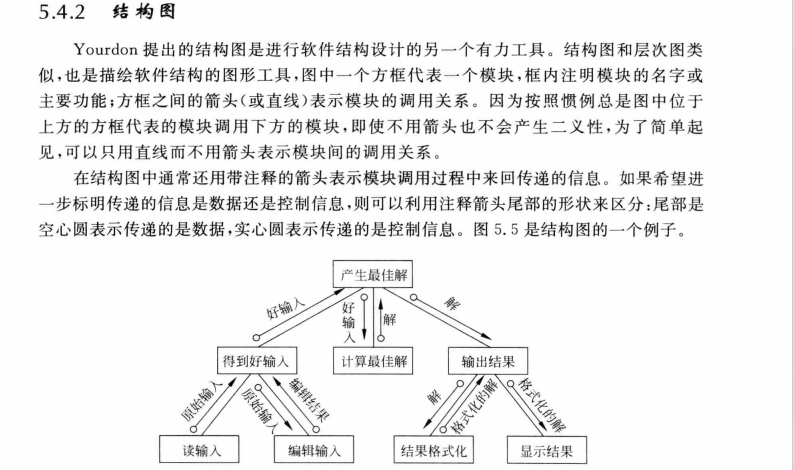 5.4.2 结构图
Yourdon 提出的结构图是进行软件结构设计的另一个有力工具。结构图和层次图类
似,也是描绘软件结构的图形工具,图中一个方框代表一个模块,框内注明模块的名字或
主要功能;方框之间的箭头(或直线)表示模块的调用关系。因为按照惯例总是图中位于
上方的方框代表的模块调用下方的模块,即使不用箭头也不会产生二义性,为了简单起
见,可以只用直线而不用箭头表示模块间的调用关系。
在结构图中通常还用带注释的箭头表示模块调用过程中来回传递的信息。如果希望进
一步标明传递的信息是数据还是控制信息,则可以利用注释箭头尾部的形状来区分:尾部是
空心圆表示传递的是数据,实心圆表示传递的是控制信息。图 5.5 是结构图的一个例子。
产生最佳解
好输入
好输入
解
解
得到好输入
计算最佳解
输出结果
原始输入
原始输入
编辑结果
解
格式化的解
格式化的解
读输入
编辑输入
结果格式化
显示结果